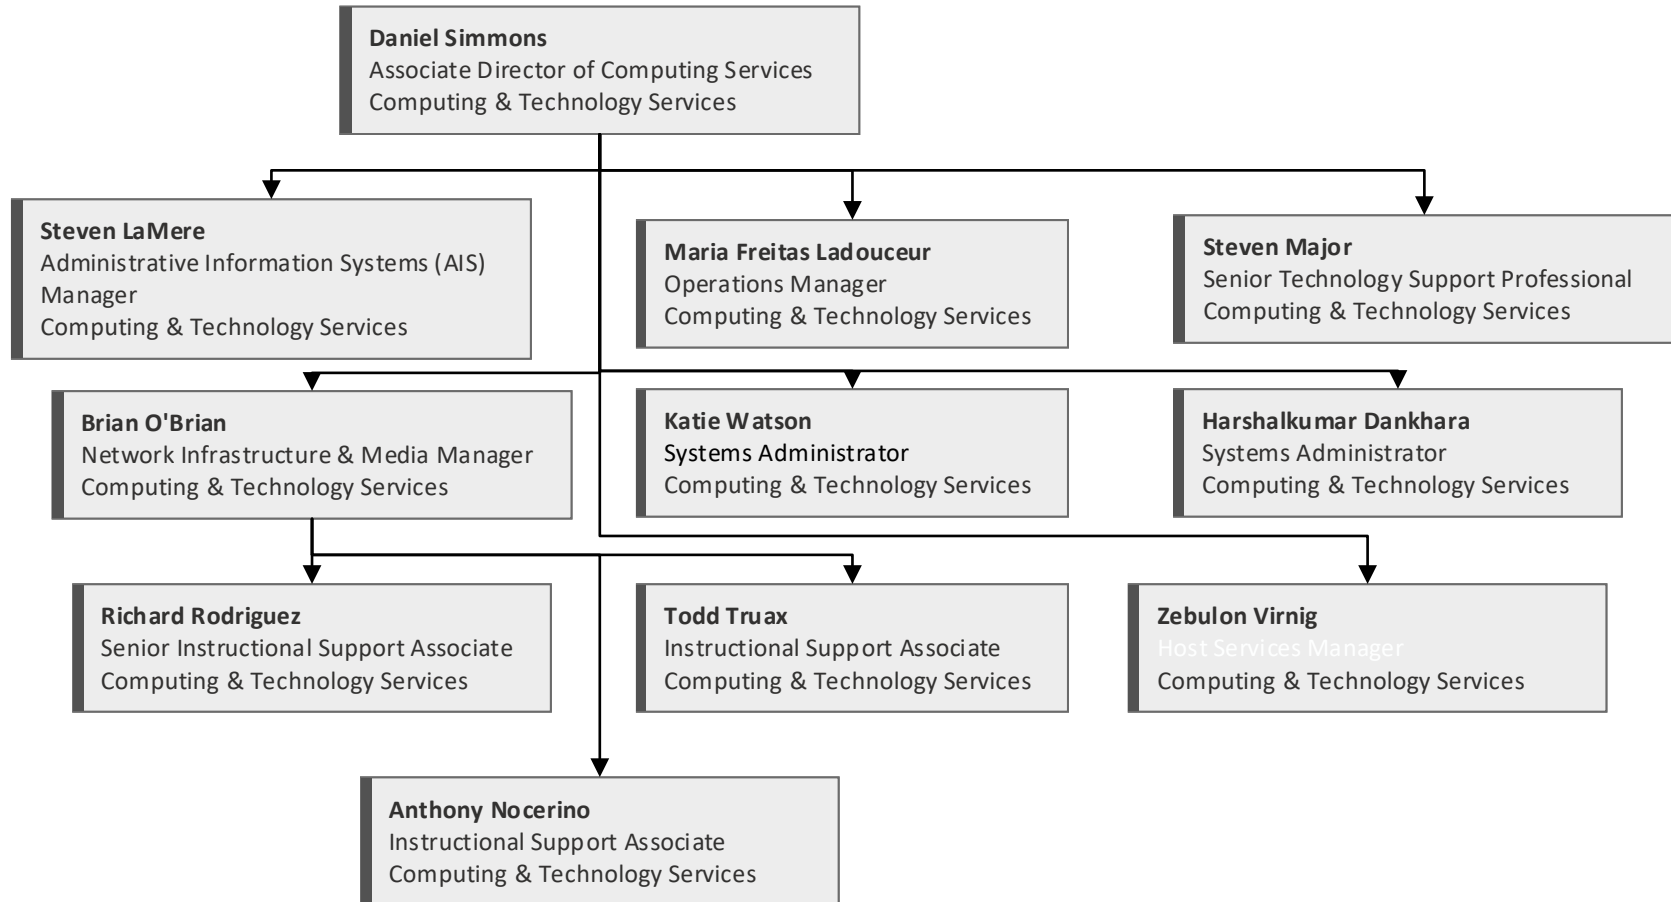 Daniel Simmons
Associate Director of Computing Services
Computing & Technology Services
Steven LaMere
Administrative Information Systems (AIS)
Manager
Computing & Technology Services
Maria Freitas Ladouceur
Operations Manager
Computing & Technology Services
Steven Major
Senior Technology Support Professional
Computing & Technology Services
Brian O'Brian
Network Infrastructure & Media Manager
Computing & Technology Services
Katie Watson
Systems Administrator
Computing & Technology Services
Harshalkumar Dankhara
Systems Administrator
Computing & Technology Services
Richard Rodriguez
Senior Instructional Support Associate
Computing & Technology Services
Todd Truax
Instructional Support Associate
Computing & Technology Services
Zebulon Virnig
Host Services Manager
Computing & Technology Services
Anthony Nocerino
Instructional Support Associate
Computing & Technology Services